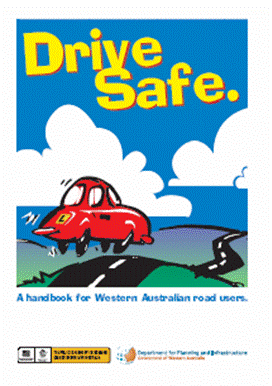 Drive
Safe.
L
A handbook for Western Australian road users.
Department for Planning and Infrastructure
Government of Western Australia